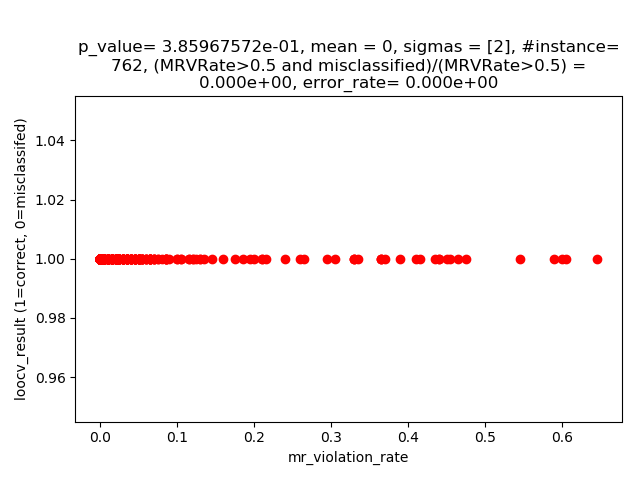 p_value= 3.85967572e-01, mean = 0, sigmas = [2], #instance=
762, (MRVRate>0.5 and misclassified)/(MRVRate>0.5) =
0.000e+00, error_rate= 0.000e+00
1.04
1.02
1.00
0.98
0.96
loocv_result (1=correct, 0=misclassifed)
0.0 0.1 0.2 0.3 0.4 0.5 0.6
mr_violation_rate